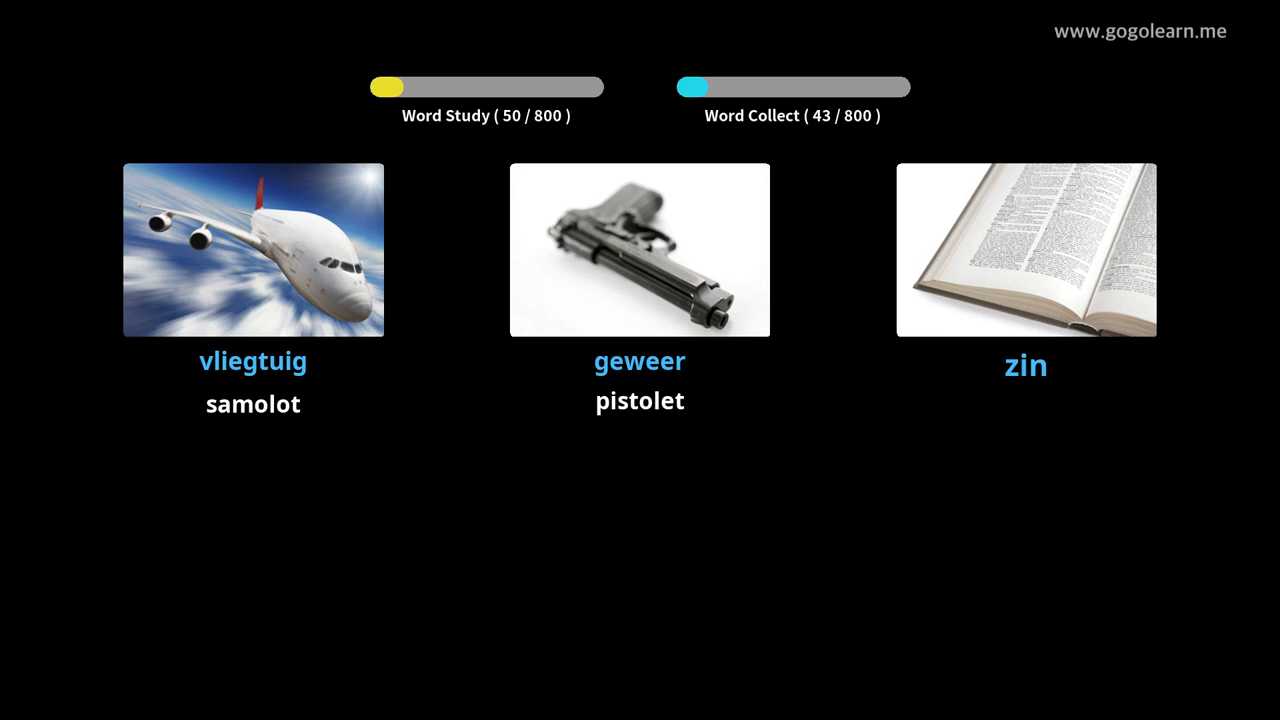 www.gogolearn.me
Word Study ( 50 / 800 )
Word Collect ( 43 / 800 )
vliegtuig
samolot
geweer
pistolet
zin